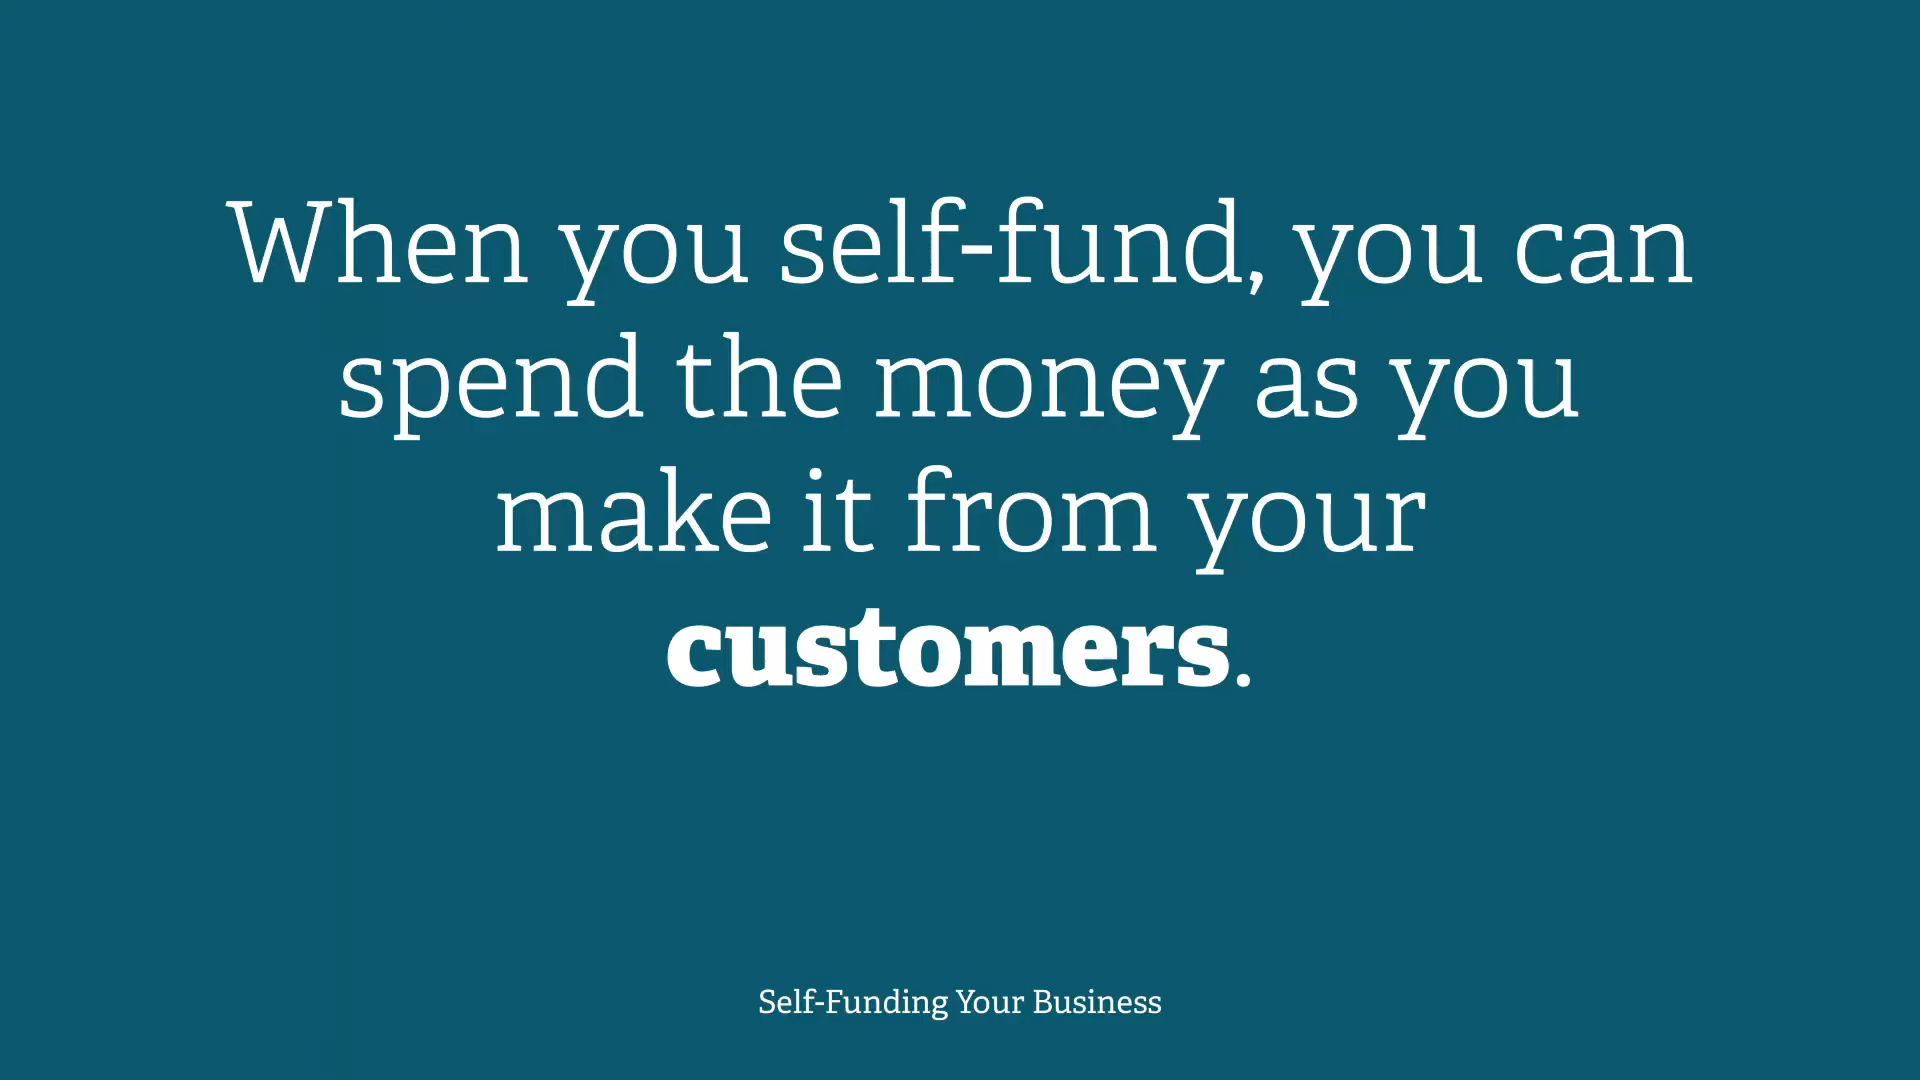 When you self-fund, you can
spend the money as you
make it from your
customers.
Self-Funding Your Business